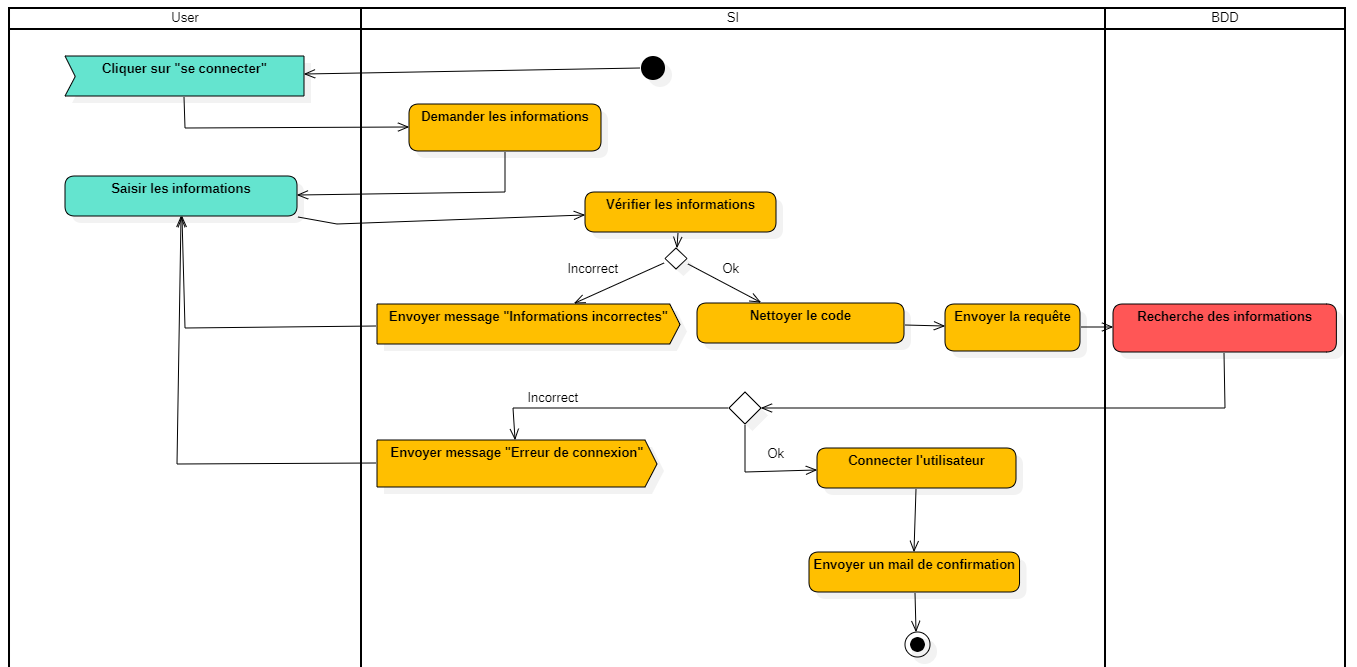 User
SI
BDD
Cliquer sur "se connecter"
Demander les informations
Saisir les informations
Vérifier les informations
Incorrect
Ok
Envoyer message "Informations incorrectes"
Nettoyer le code
Envoyer la requête
Recherche des informations
Incorrect
Envoyer message "Erreur de connexion"
Ok
Connecter l'utilisateur
Envoyer un mail de confirmation